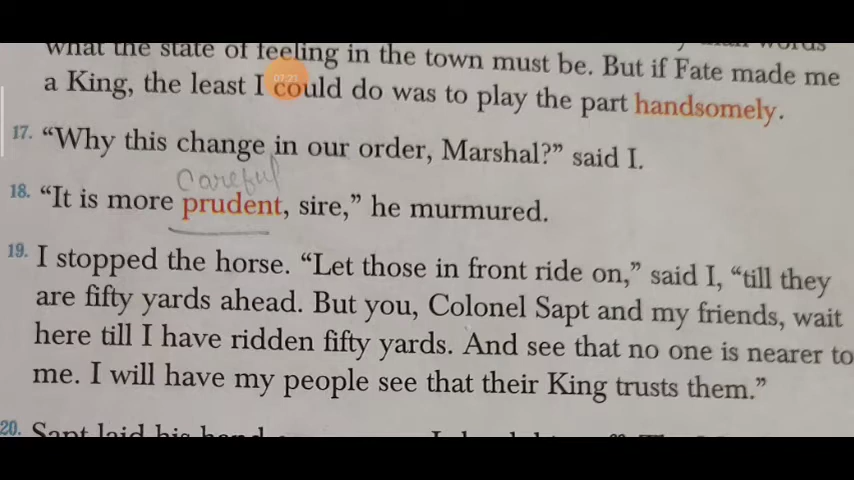 what the state of feeling in the town must be. But if Fate made me
a King, the least I could do was to play the part handsomely.
17. “Why this change in our order, Marshal?” said I.
careful
18. “It is more prudent, sire,” he murmured.
19. I stopped the horse. “Let those in front ride on,” said I, “till they
are fifty yards ahead. But you, Colonel Sapt and my friends, wait
here till I have ridden fifty yards. And see that no one is nearer to
me. I will have my people see that their King trusts them.”
20. Sapt laid his hand